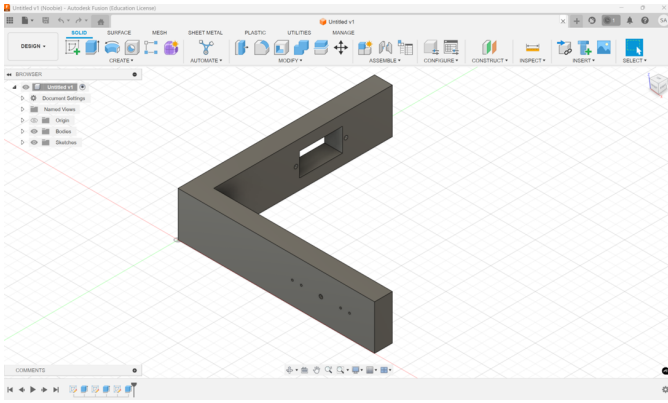 Untitled v1 (Noobie) - Autodesk Fusion (Education License)
Untitled v1
SA
DESIGN
SOLID SURFACE MESH SHEET METAL PLASTIC UTILITIES MANAGE
CREATE AUTOMATE MODIFY ASSEMBLE CONFIGURE CONSTRUCT INSPECT INSERT SELECT
BROWSER
Untitled v1
Document Settings
Named Views
Origin
Bodies
Sketches
COMMENTS